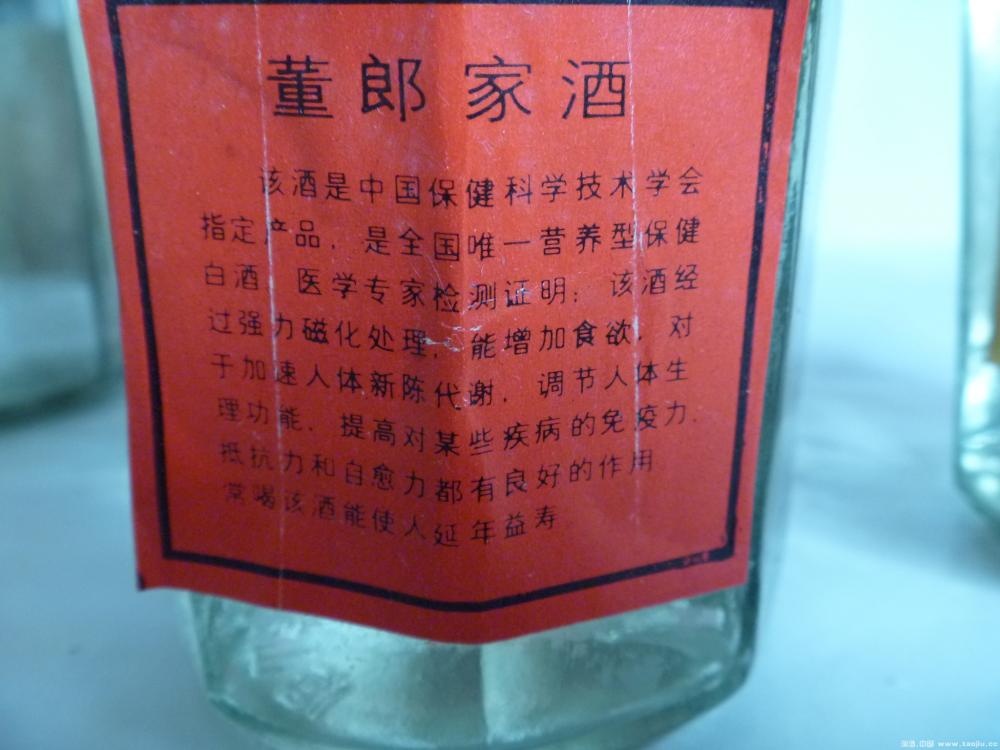 董郎家酒
该酒是中国保健科学技术学会
指定产品，是全国唯一营养型保健
白酒 医学专家检测证明：该酒经
过强力磁化处理，能增加食欲，对
于加速人体新陈代谢，调节人体生
理功能，提高对某些疾病的免疫力，
抵抗力和自愈力都有良好的作用
常喝该酒能使人延年益寿
www.taojiu.cc